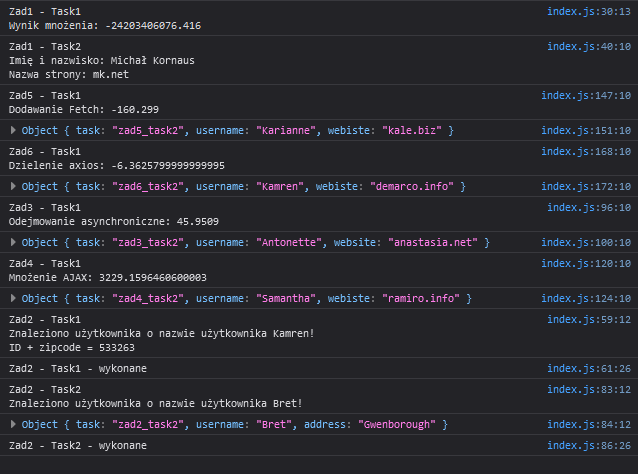 Zad1 - Task1 index.js:30:13
Wynik mnożenia: -24203406076.416
Zad1 - Task2 index.js:40:10
Imię i nazwisko: Michał Kornaus
Nazwa strony: mk.net
Zad5 - Task1 index.js:147:10
Dodawanie Fetch: -160.299
Object { task: "zad5_task2", username: "Karianne", webiste: "kale.biz" } index.js:151:10
Zad6 - Task1 index.js:168:10
Dzielenie axios: -6.3625799999999995
Object { task: "zad6_task2", username: "Kamren", webiste: "demarco.info" } index.js:172:10
Zad3 - Task1 index.js:96:10
Odejmowanie asynchroniczne: 45.9509
Object { task: "zad3_task2", username: "Antonette", website: "anastasia.net" } index.js:100:10
Zad4 - Task1 index.js:120:10
Mnożenie AJAX: 3229.1596460600003
Object { task: "zad4_task2", username: "Samantha", webiste: "ramiro.info" } index.js:124:10
Zad2 - Task1 index.js:59:12
Znaleziono użytkownika o nazwie użytkownika Kamren!
ID + zipcode = 533263
Zad2 - Task1 - wykonane index.js:61:26
Zad2 - Task2 index.js:83:12
Znaleziono użytkownika o nazwie użytkownika Bret!
Object { task: "zad2_task2", username: "Bret", address: "Gwenborough" } index.js:84:12
Zad2 - Task2 - wykonane index.js:86:26